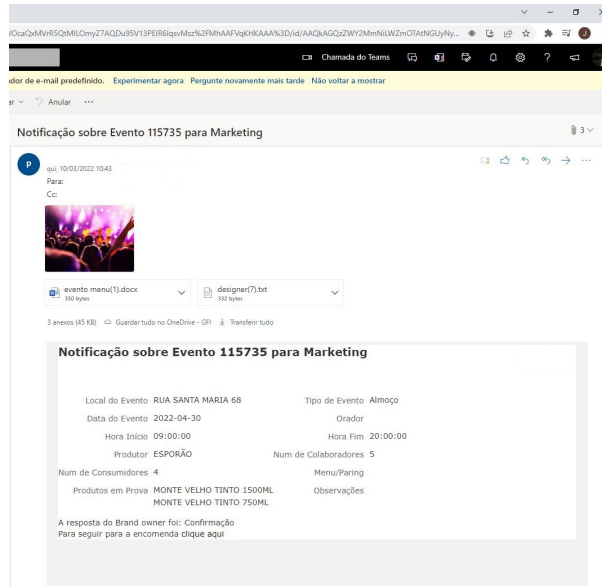 /OcaQxMVrR5QtMILOmyZ7AQDu95V13PEIR6IqsvMsz%2FMhAAFVqKHKAAA%3D/id/AAQkAGQzZWY2MmNiLWZmOTAtNGUyNy...
J
Chamada do Teams
ador de e-mail predefinido. Experimentar agora Pergunte novamente mais tarde Não voltar a mostrar
ar Anular ...
Notificação sobre Evento 115735 para Marketing 3
P
qui, 10/03/2022 10:43
Para:
Cc:
evento menu(1).docx designer(7).txt
350 bytes 332 bytes
3 anexos (45 KB) Guardar tudo no OneDrive - GFI Transferir tudo
Notificação sobre Evento 115735 para Marketing
Local do Evento RUA SANTA MARIA 68 Tipo de Evento Almoço
Data do Evento 2022-04-30 Orador
Hora Início 09:00:00 Hora Fim 20:00:00
Produtor ESPORÃO Num de Colaboradores 5
Num de Consumidores 4 Menu/Paring
Produtos em Prova MONTE VELHO TINTO 1500ML Observações
MONTE VELHO TINTO 750ML
A resposta do Brand owner foi: Confirmação
Para seguir para a encomenda clique aqui